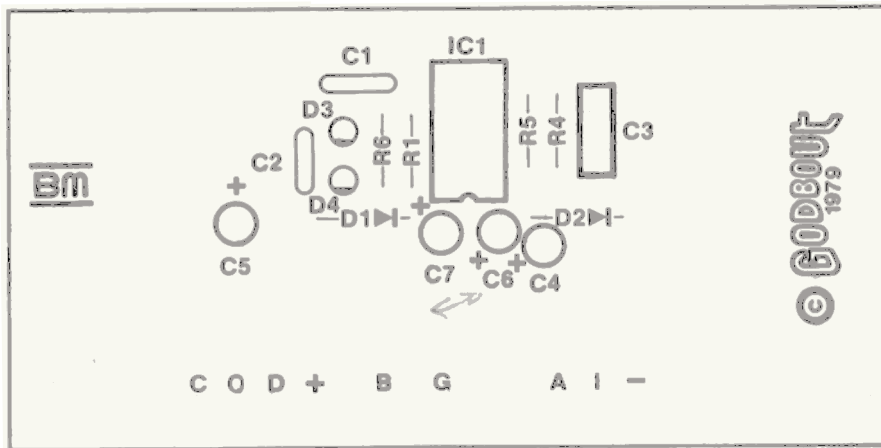 IC1
C1
D3
R6
R1
R5
R4
C3
C2
BM
D4
+
D1
+
D2
C5
C7
+
C6
+
C4
GODBOUT
1979
©
C O D + B G A I -